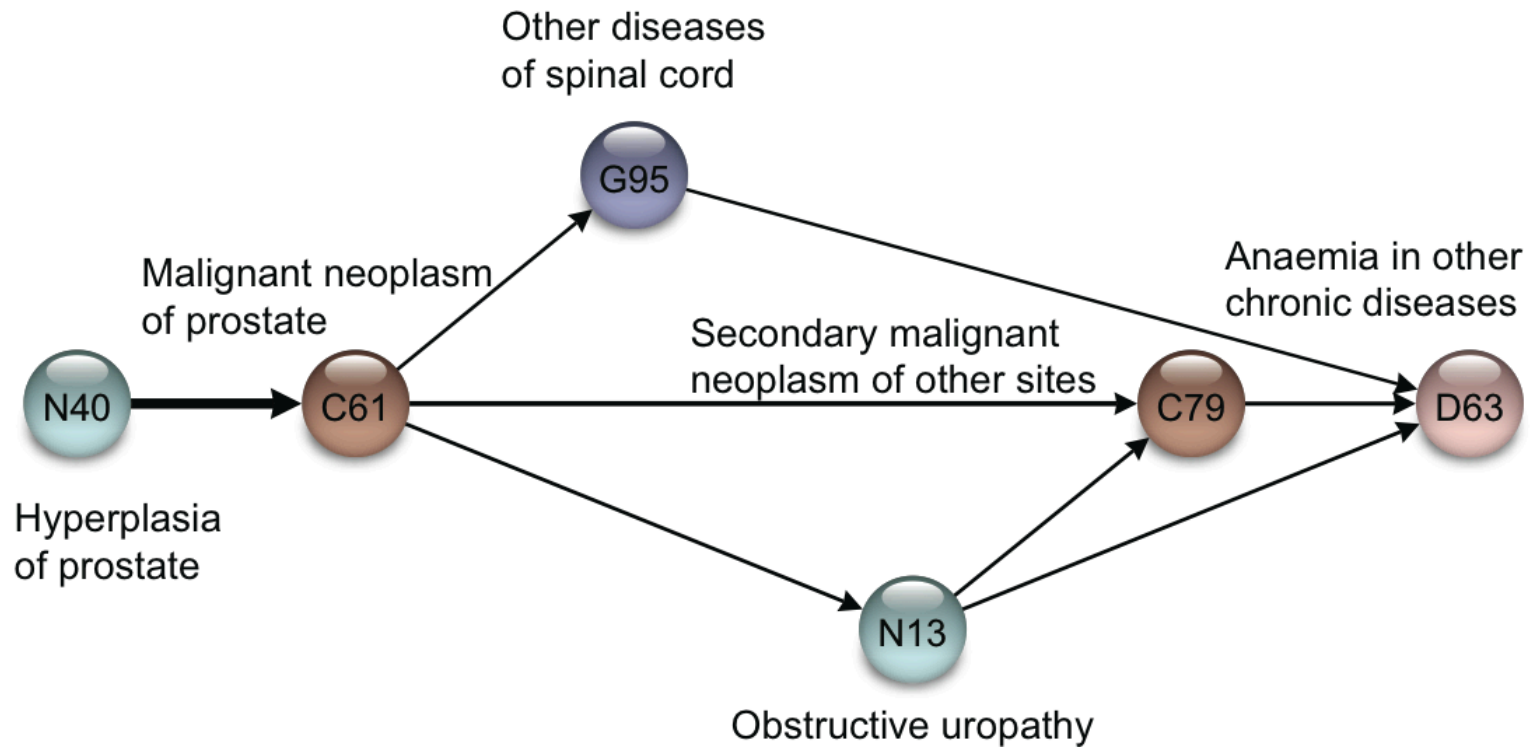 Other diseases
of spinal cord
G95
Malignant neoplasm
of prostate
Anaemia in other
chronic diseases
Secondary malignant
neoplasm of other sites
N40
C61
C79
D63
Hyperplasia
of prostate
N13
Obstructive uropathy